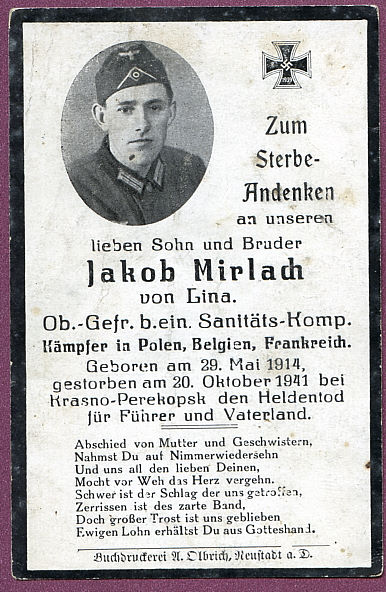 Zum
Sterbe-
Andenken
an unseren
lieben Sohn und Bruder
Jakob Mirlach
von Lina.
Ob.-Gefr. b. ein. Sanitäts-Komp.
Kämpfer in Polen, Belgien, Frankreich.
Geboren am 29. Mai 1914,
gestorben am 20. Oktober 1941 bei
Krasno-Perekopsk den Heldentod
für Führer und Vaterland.
Abschied von Mutter und Geschwistern,
Nahmst Du auf Nimmerwiedersehn
Und uns all den lieben Deinen,
Mocht vor Weh das Herz vergehn.
Schwer ist der Schlag der uns getroffen,
Zerrissen ist des zarte Band,
Doch großer Trost ist uns geblieben
Ewigen Lohn erhältst Du aus Gotteshand.
Buchdruckerei A. Olbrich, Neustadt a. D.